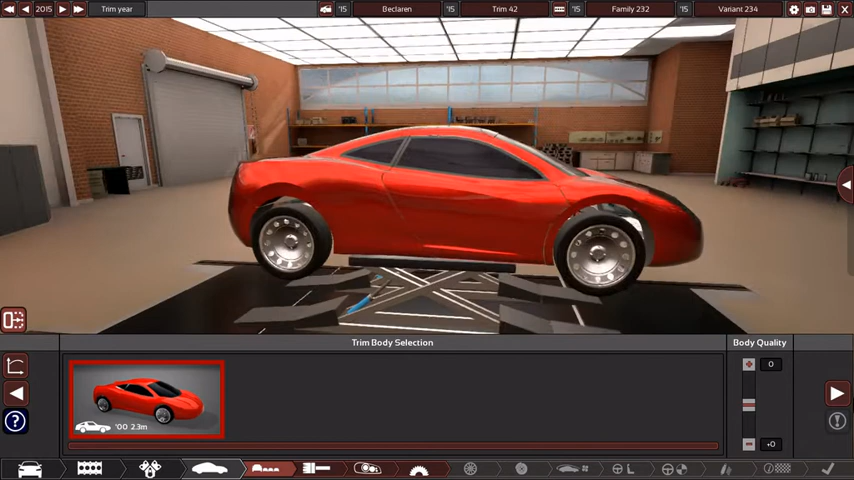 2015 Trim year '15 Beclaren '15 Trim 42 '15 Family 232 '15 Variant 234
Trim Body Selection
Body Quality
0
'00 2.3m
+0